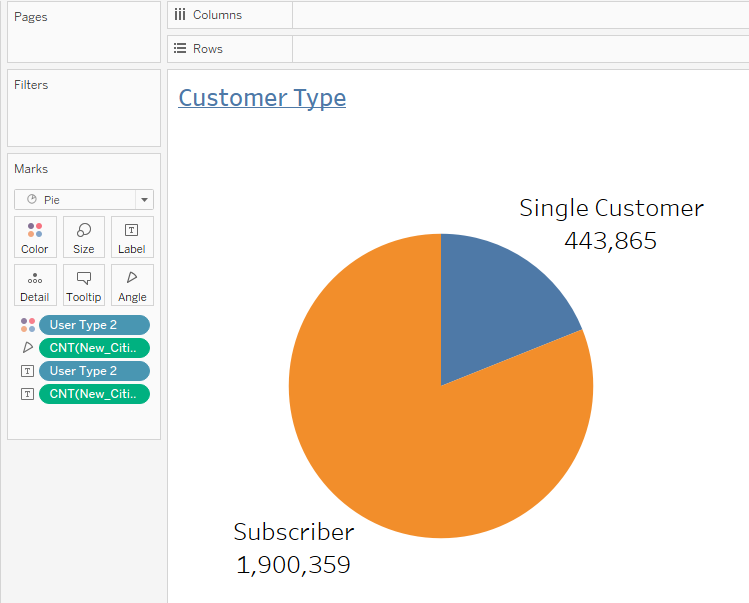 Pages
Columns
Rows
Filters
Marks
Pie
Color
Size
Label
Detail
Tooltip
Angle
User Type 2
CNT(New_Citi..
User Type 2
CNT(New_Citi..
Customer Type
Single Customer
443,865
Subscriber
1,900,359